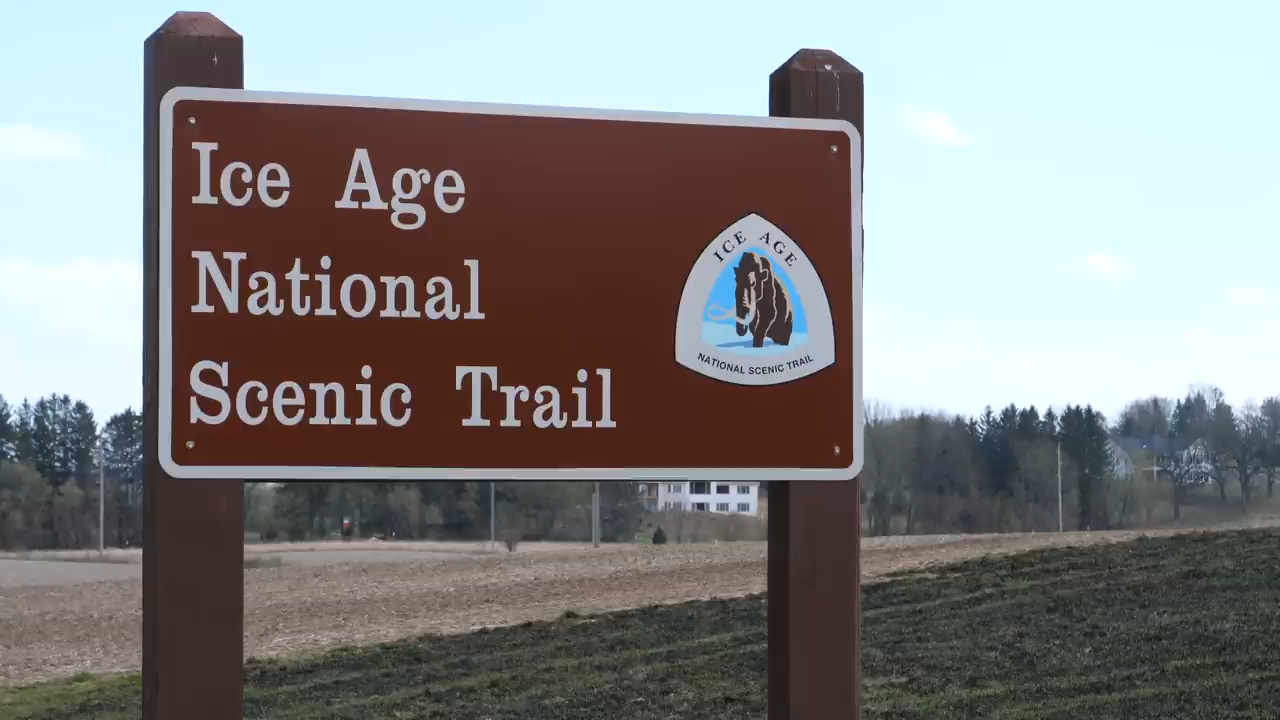 Ice Age
National
Scenic Trail
ICE AGE
NATIONAL SCENIC TRAIL